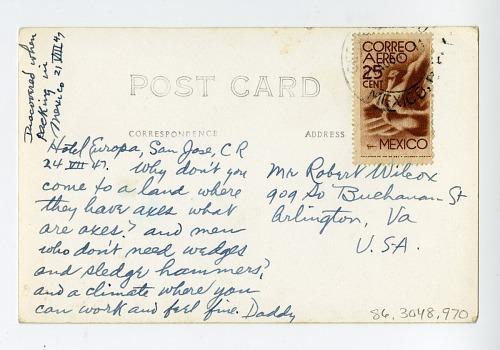 Discovered when
packing in
Mexico 21 VIII 47
POST CARD
CORRESPONDENCE
ADDRESS
CORREO
AEREO
25
CENT
MEXICO
Hotel Europa, San Jose, C R
24 VII 47. Why don't you
come to a land where
they have axes what
are axes? and men
who don't need wedges
and sledge hammers,
and a climate where you
can work and feel fine. Daddy
Mr Robert Wilcox
909 So Buchanan St
Arlington, Va
U.S.A.
86.3048,970